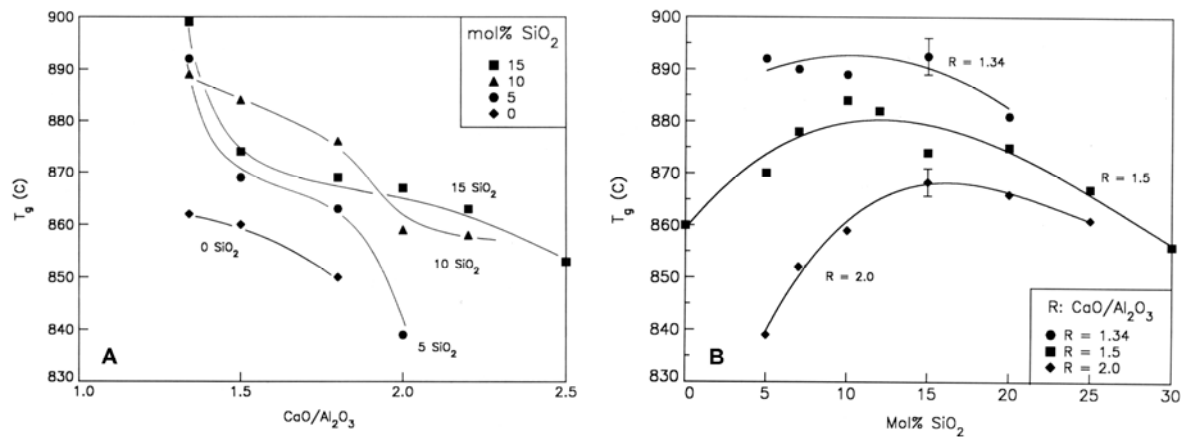 900
890
880
870
860
850
840
830
T_g (C)
1.0
1.5
2.0
2.5
CaO/Al₂O₃
mol% SiO₂
15
10
5
0
0 SiO₂
15 SiO₂
10 SiO₂
5 SiO₂
A
900
890
880
870
860
850
840
830
T_g (C)
0
5
10
15
20
25
30
Mol% SiO₂
R = 1.34
R = 1.5
R = 2.0
R: CaO/Al₂O₃
R = 1.34
R = 1.5
R = 2.0
B